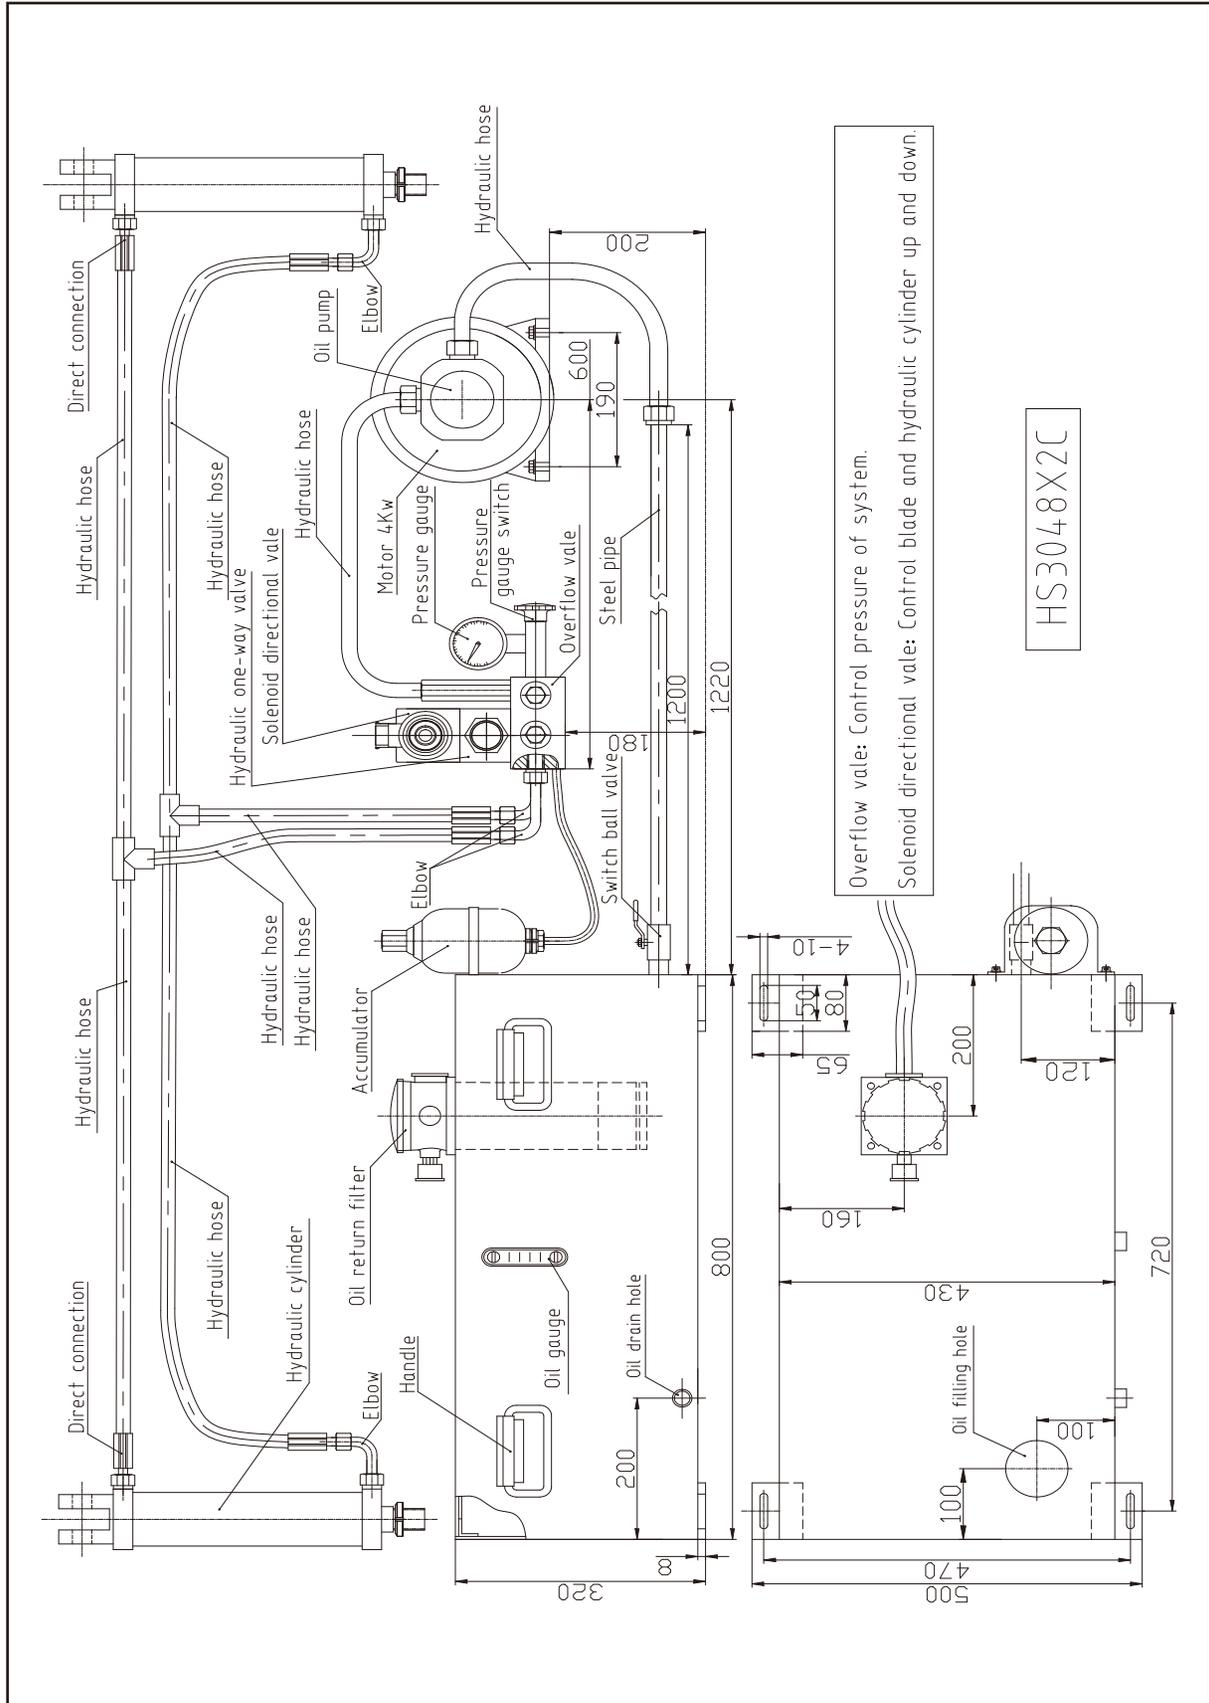 Direct connection
Hydraulic hose
Hydraulic hose
Direct connection
Hydraulic hose
Hydraulic hose
Hydraulic cylinder
Hydraulic hose
Hydraulic hose
Hydraulic one-way valve
Solenoid directional vale
Hydraulic hose
Oil pump
Elbow
Elbow
Oil return filter
Accumulator
Motor 4Kw
Handle
Elbow
Pressure gauge
Pressure
gauge switch
Hydraulic hose
Oil gauge
Overflow vale
Switch ball valve
Steel pipe
Oil drain hole
600
190
200
180
1200
1220
200
800
320
8
4-10
50
80
65
200
120
160
430
720
Oil filling hole
100
100
470
500
Overflow vale: Control pressure of system.
Solenoid directional vale: Control blade and hydraulic cylinder up and down.
HS3048X2C